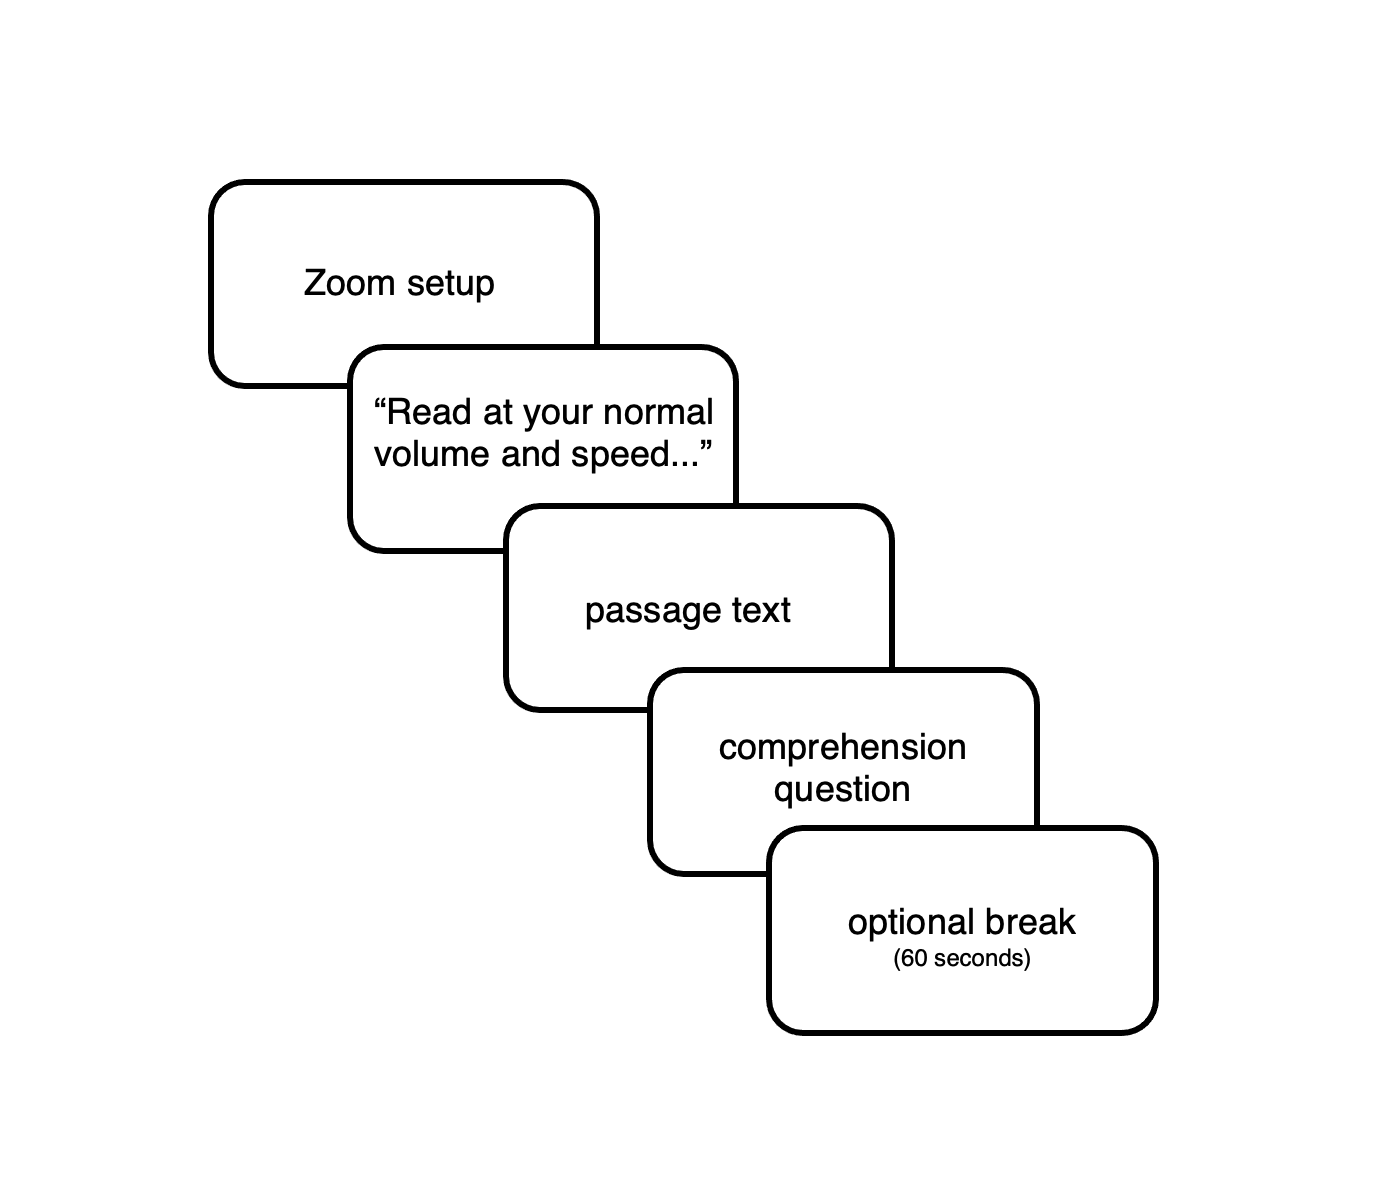 Zoom setup
“Read at your normal
volume and speed...”
passage text
comprehension
question
optional break
(60 seconds)